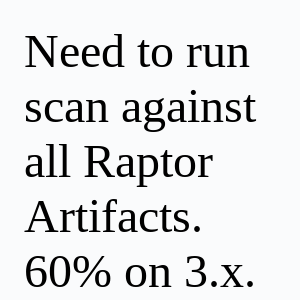 Need to run
scan against
all Raptor
Artifacts.
60% on 3.x.